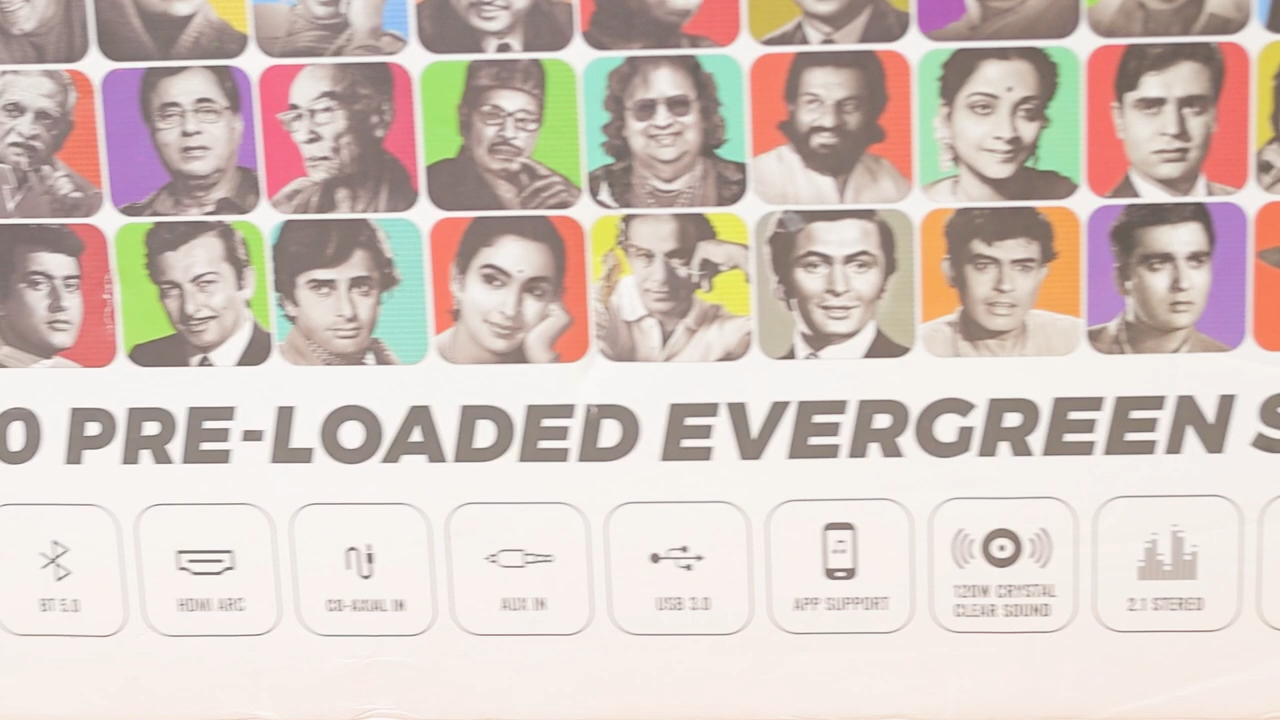 0 PRE-LOADED EVERGREEN S
BT 5.0
HDMI ARC
CO-AXIAL IN
AUX IN
USB 3.0
APP SUPPORT
120W CRYSTAL
CLEAR SOUND
2.1 STEREO